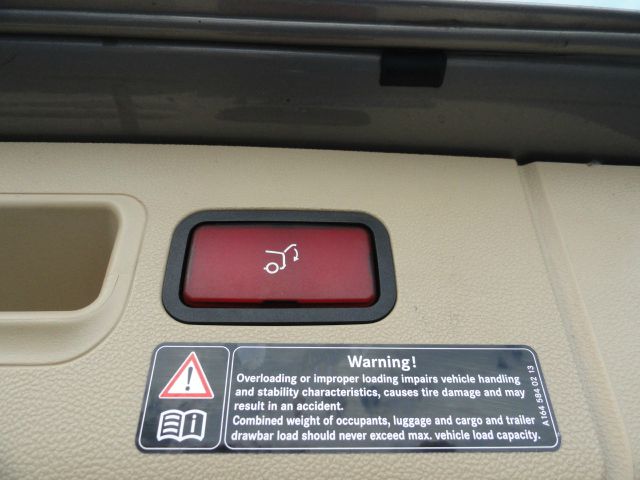 Warning!
Overloading or improper loading impairs vehicle handling
and stability characteristics, causes tire damage and may
result in an accident.
Combined weight of occupants, luggage and cargo and trailer
drawbar load should never exceed max. vehicle load capacity.
A164 584 02 13